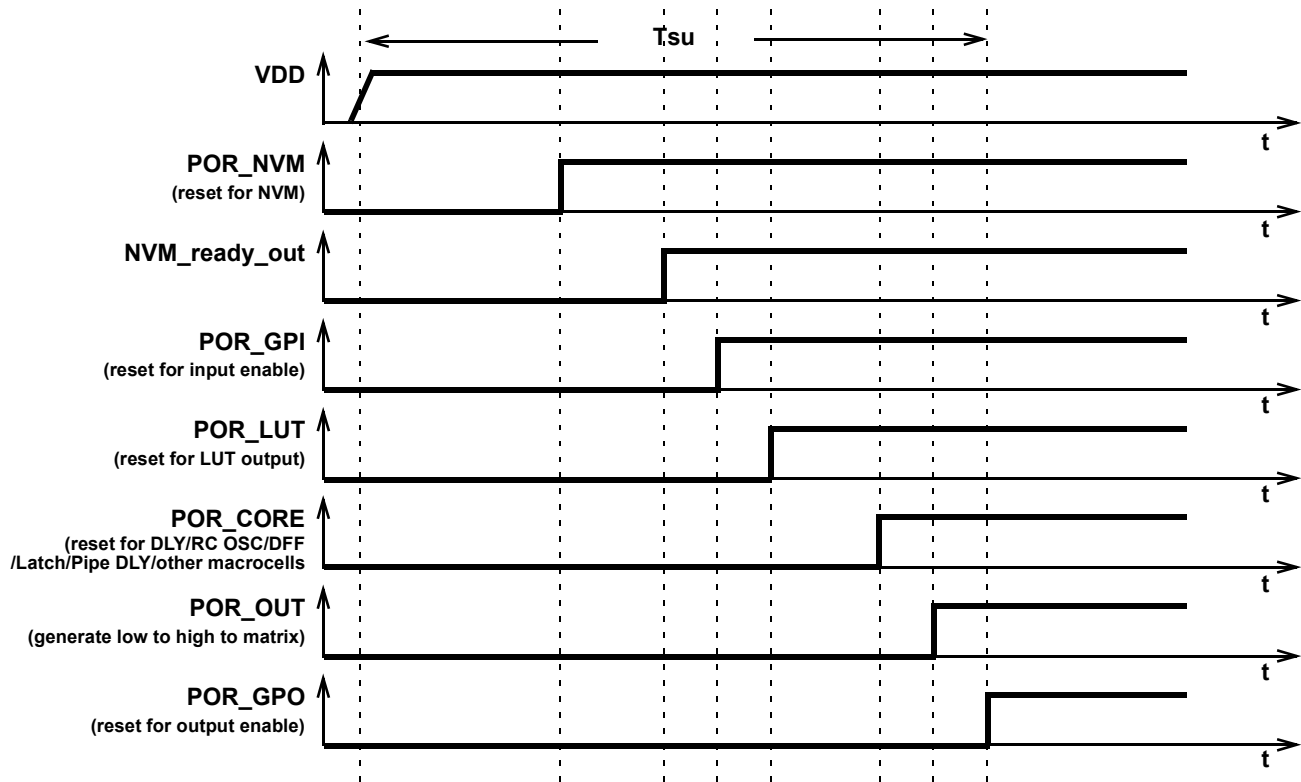 Tsu
VDD
t
POR_NVM
(reset for NVM)
t
NVM_ready_out
t
POR_GPI
(reset for input enable)
t
POR_LUT
(reset for LUT output)
t
POR_CORE
(reset for DLY/RC OSC/DFF
/Latch/Pipe DLY/other macrocells
t
POR_OUT
(generate low to high to matrix)
t
POR_GPO
(reset for output enable)
t